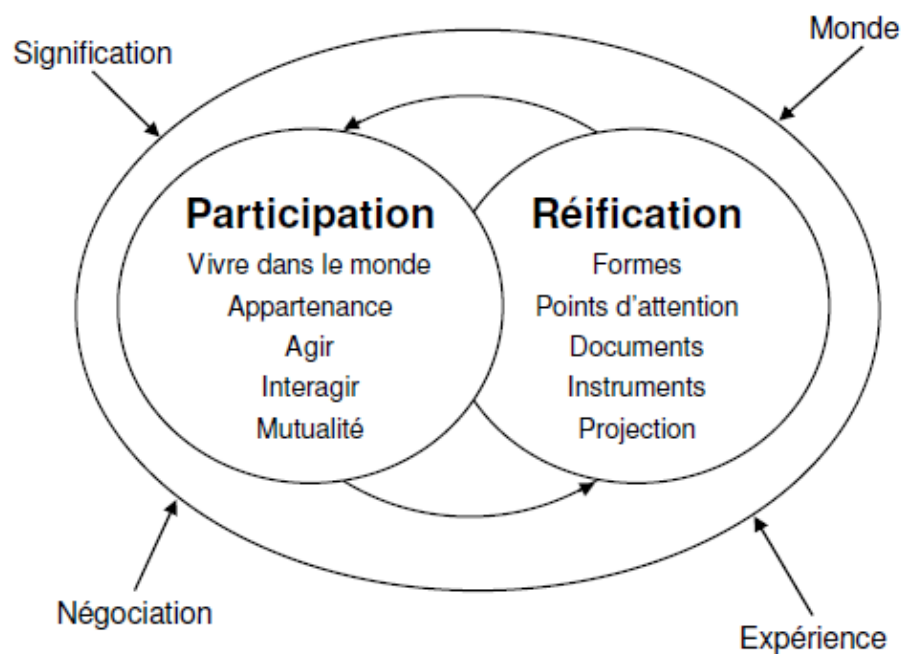 Signification
Monde
Participation
Vivre dans le monde
Appartenance
Agir
Interagir
Mutualité
Réification
Formes
Points d'attention
Documents
Instruments
Projection
Négociation
Expérience